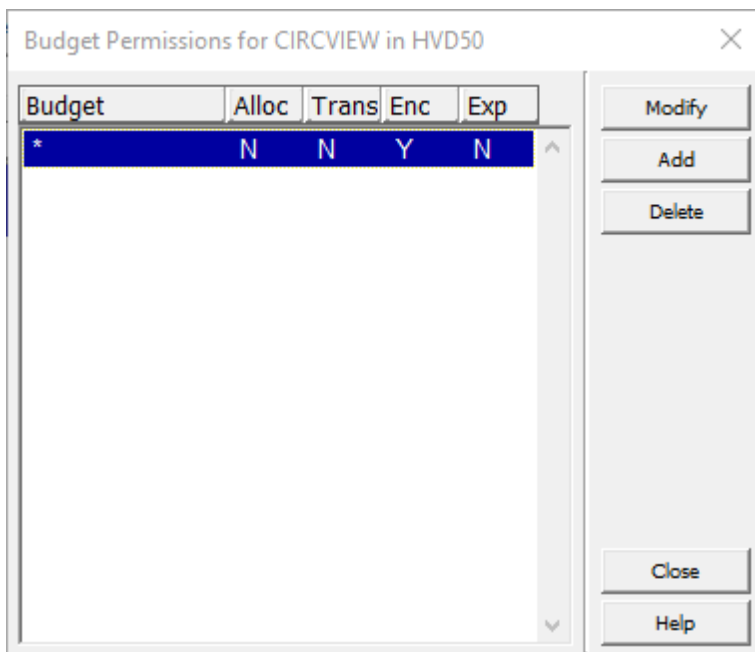 Budget Permissions for CIRCVIEW in HVD50
Budget Alloc Trans Enc Exp
* N N Y N
Modify
Add
Delete
Close
Help